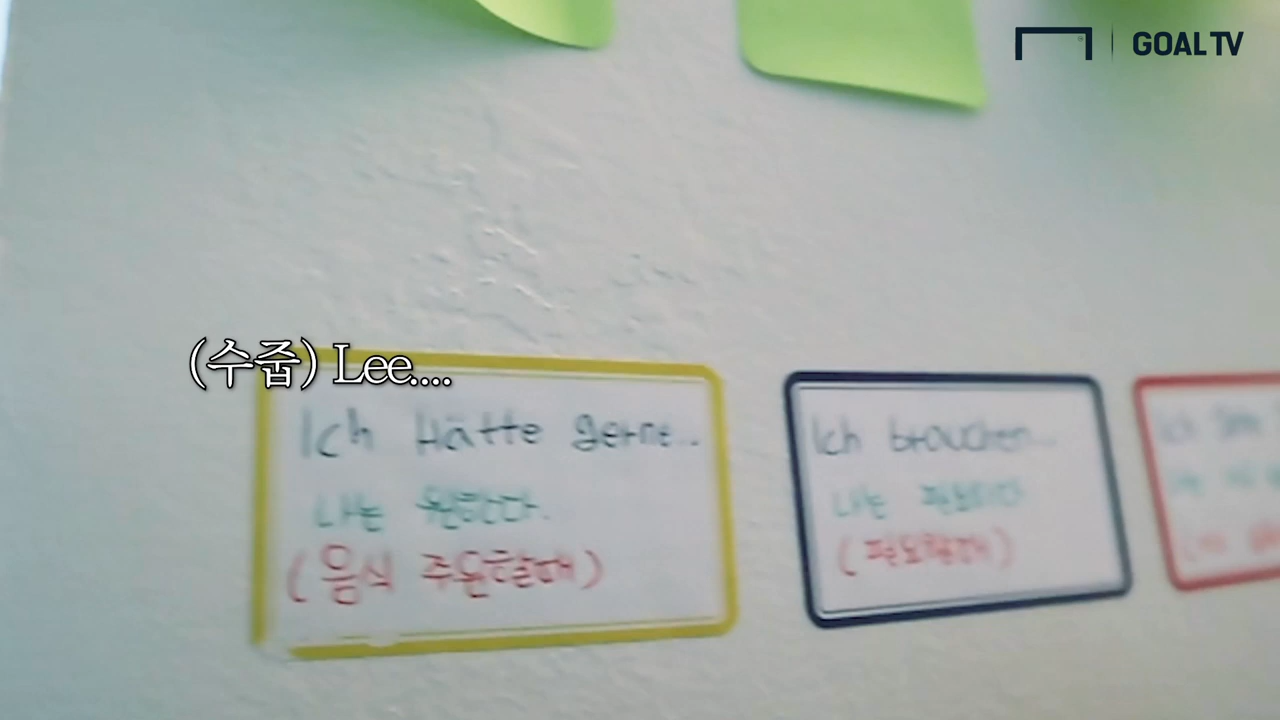 GOAL TV
(수줍) Lee....
Ich Hätte gerne...
나는 원한다.
(음식 주문할때)
Ich brauchen...
나는 필요하다
(필요할때)
Ich